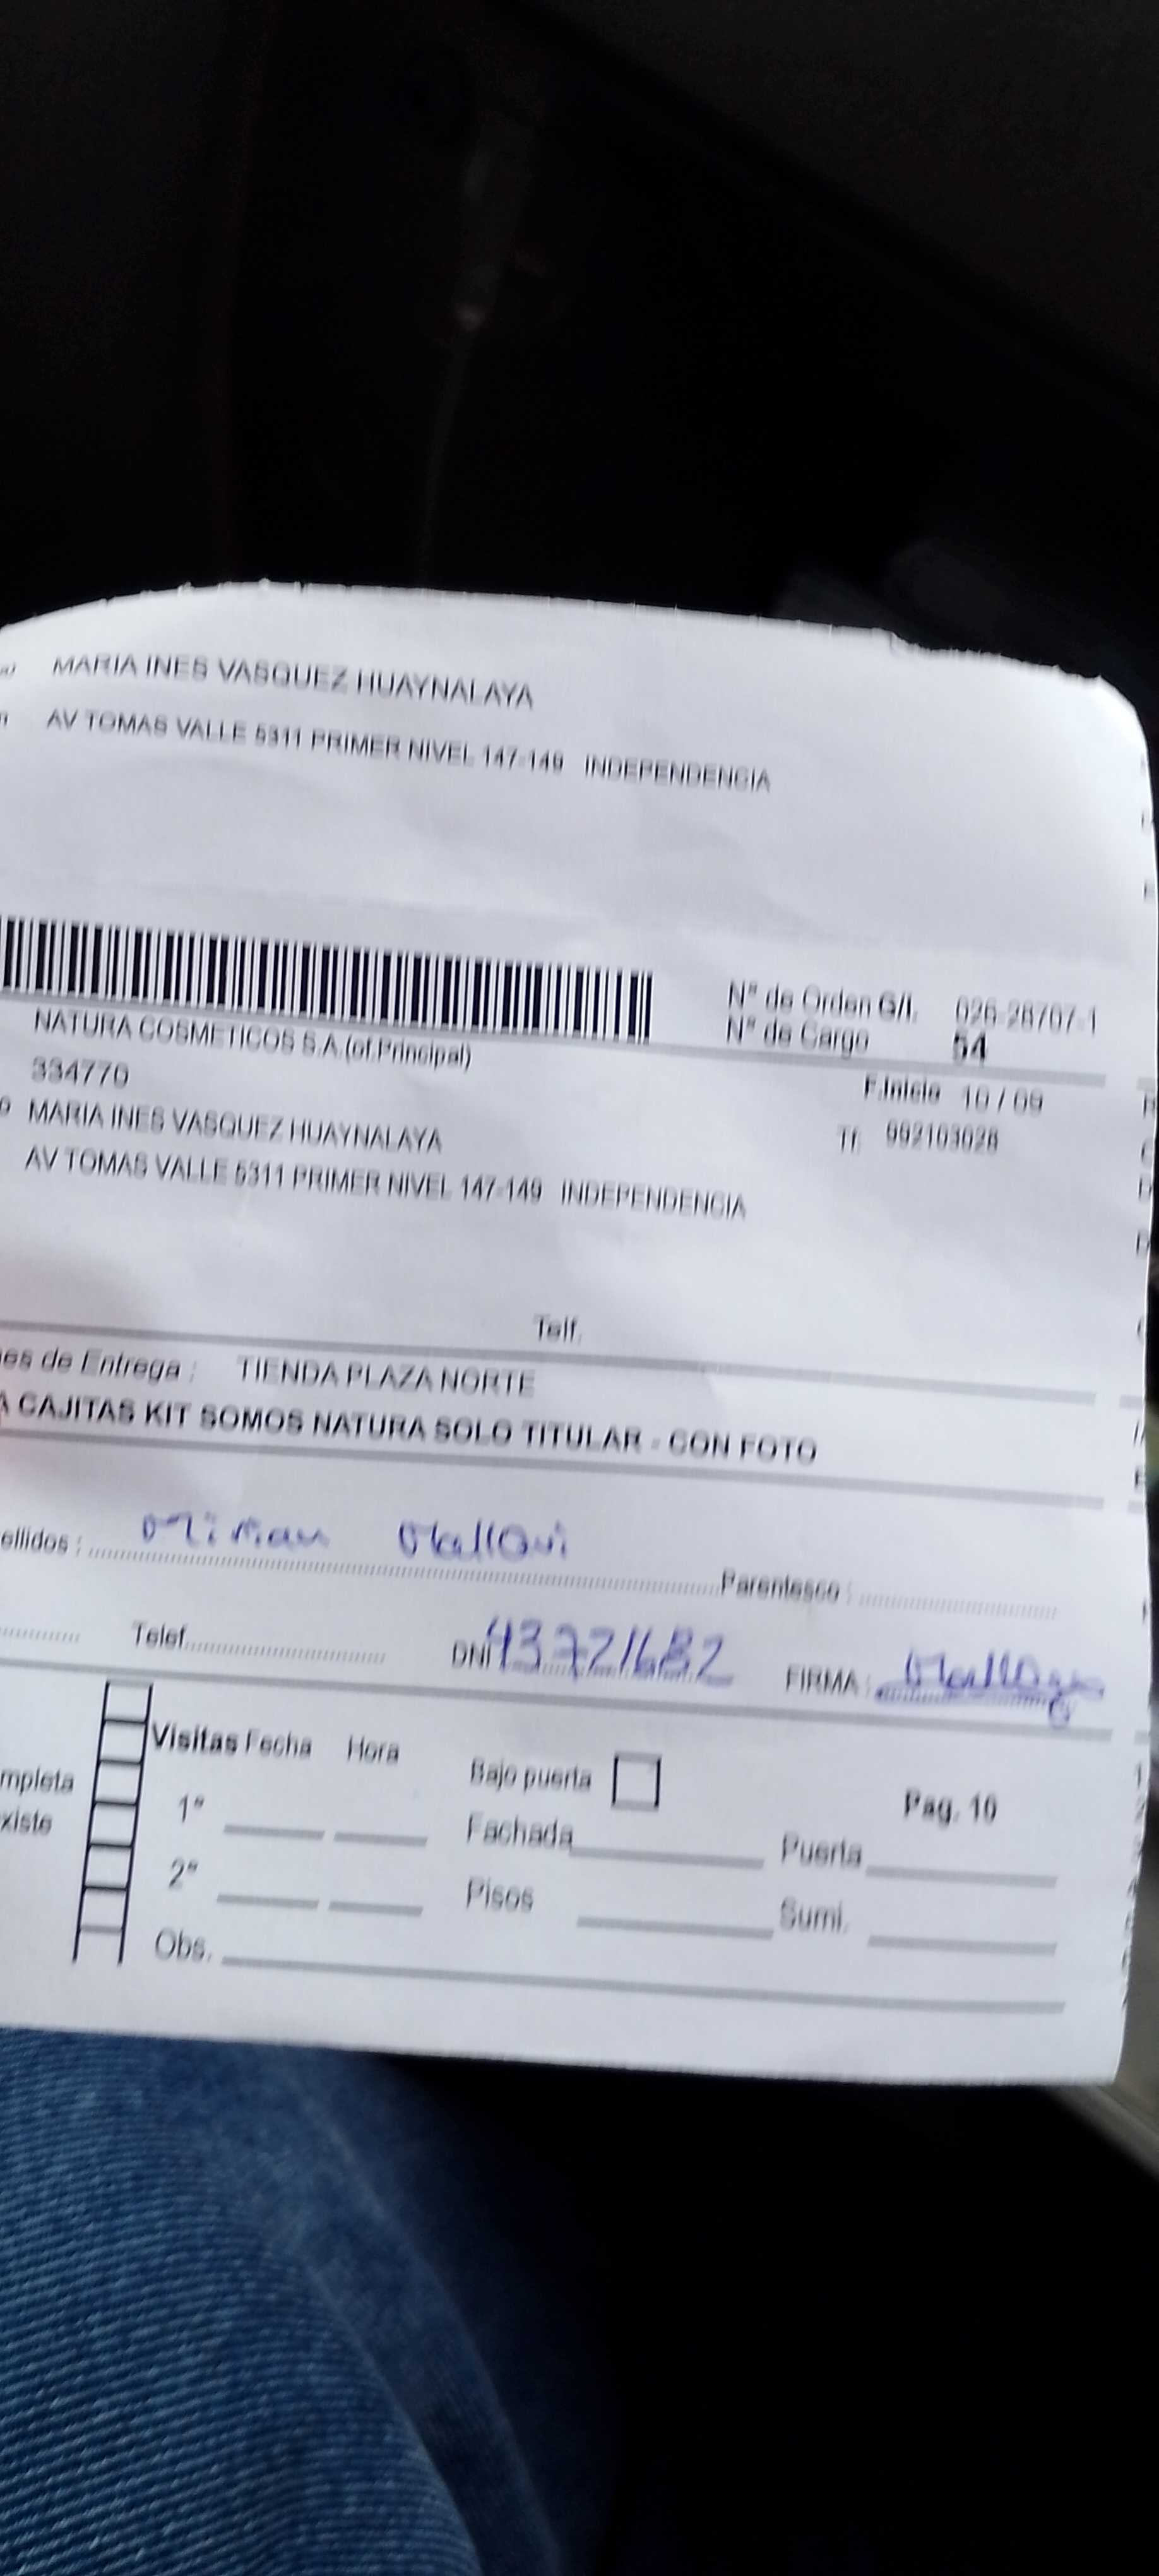 MARIA INES VASQUEZ HUAYNALAYA
AV TOMAS VALLE 5311 PRIMER NIVEL 147-149 INDEPENDENCIA
N° de Orden G/I. 026-28707-1
N° de Cargo 54
NATURA COSMETICOS S.A.(of.Principal)
334770
F.Inicio 10 / 09
MARIA INES VASQUEZ HUAYNALAYA
Tf: 992103028
AV TOMAS VALLE 5311 PRIMER NIVEL 147-149 INDEPENDENCIA
Telf.
es de Entrega : TIENDA PLAZA NORTE
A CAJITAS KIT SOMOS NATURA SOLO TITULAR - CON FOTO
ellidos : Mirian
Parentesco :
Telef. DNI 43721682 FIRMA :
Visitas Fecha Hora
Bajo puerta
Pag. 10
mpleta
xiste
1°
Fachada
Puerta
2°
Pisos
Sumi.
Obs.